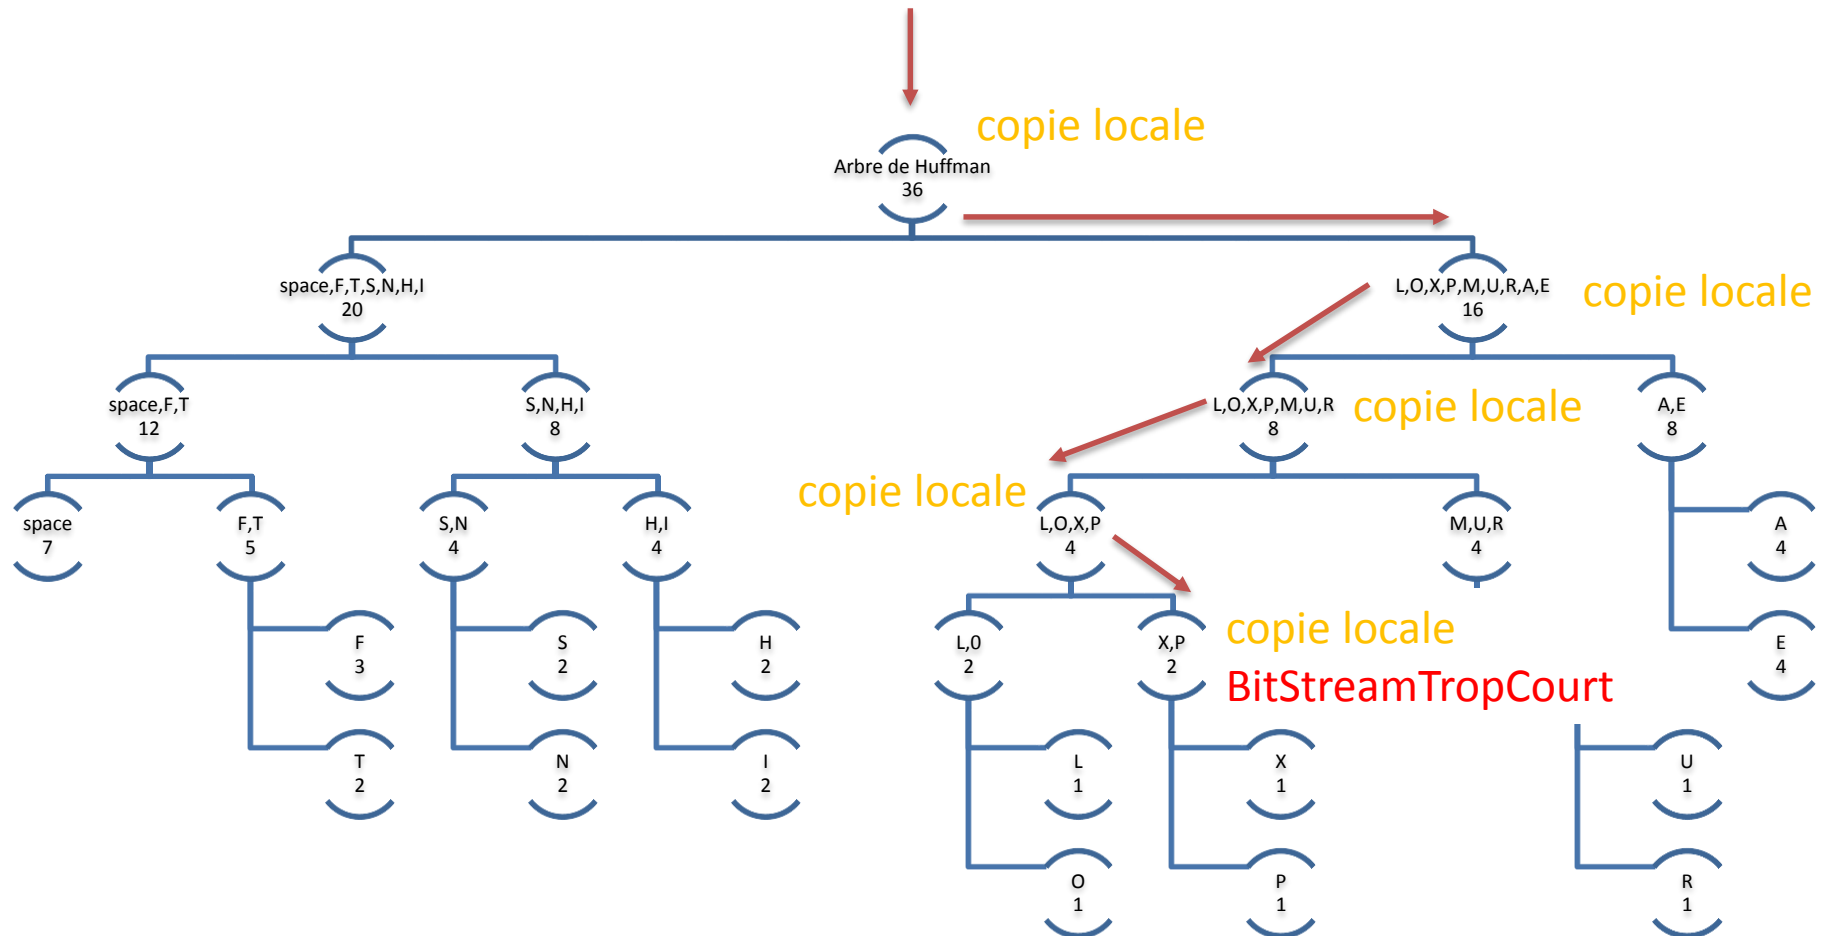 copie locale
Arbre de Huffman
36
space,F,T,S,N,H,I
20
L,O,X,P,M,U,R,A,E
16
copie locale
space,F,T
12
S,N,H,I
8
L,O,X,P,M,U,R
8
copie locale
A,E
8
copie locale
space
7
F,T
5
S,N
4
H,I
4
L,O,X,P
4
M,U,R
4
A
4
F
3
S
2
H
2
L,0
2
X,P
2
copie locale
BitStreamTropCourt
E
4
T
2
N
2
I
2
L
1
X
1
U
1
O
1
P
1
R
1